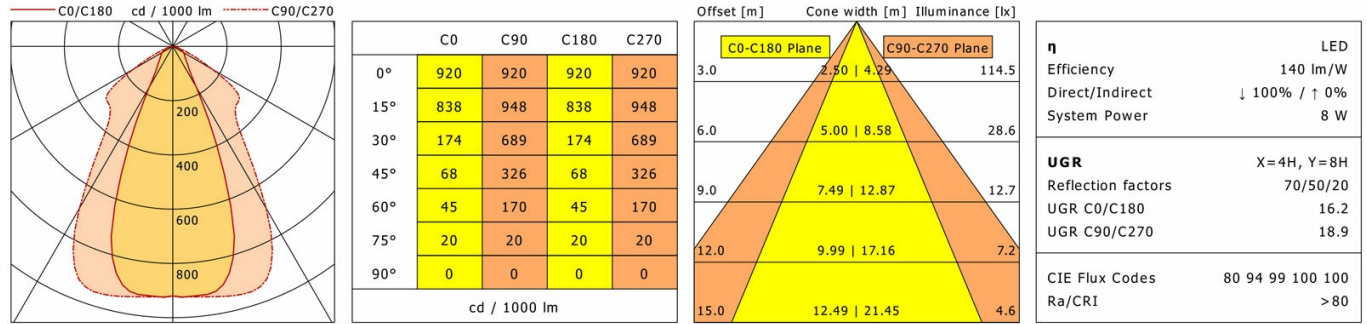 C0/C180 cd / 1000 lm C90/C270
200
400
600
800
C0 C90 C180 C270
0° 920 920 920 920
15° 838 948 838 948
30° 174 689 174 689
45° 68 326 68 326
60° 45 170 45 170
75° 20 20 20 20
90° 0 0 0 0
cd / 1000 lm
Offset [m] Cone width [m] Illuminance [lx]
C0-C180 Plane C90-C270 Plane
3.0 2.50 | 4.29 114.5
6.0 5.00 | 8.58 28.6
9.0 7.49 | 12.87 12.7
12.0 9.99 | 17.16 7.2
15.0 12.49 | 21.45 4.6
η LED
Efficiency 140 lm/W
Direct/Indirect ↓ 100% / ↑ 0%
System Power 8 W
UGR X=4H, Y=8H
Reflection factors 70/50/20
UGR C0/C180 16.2
UGR C90/C270 18.9
CIE Flux Codes 80 94 99 100 100
Ra/CRI >80